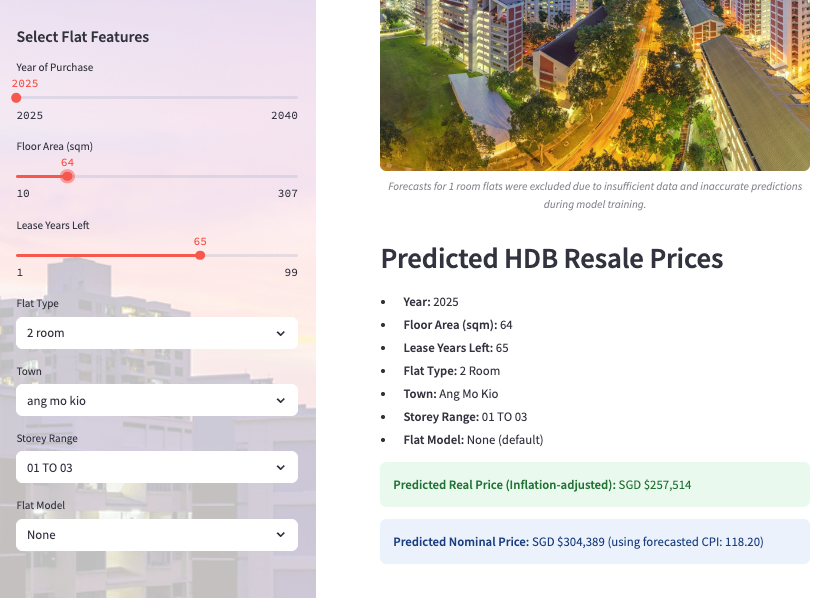 Select Flat Features
Year of Purchase
2025
2025 2040
Floor Area (sqm)
64
10 307
Lease Years Left
65
1 99
Flat Type
2 room
Town
ang mo kio
Storey Range
01 TO 03
Flat Model
None
Forecasts for 1 room flats were excluded due to insufficient data and inaccurate predictions
during model training.
Predicted HDB Resale Prices
• Year: 2025
• Floor Area (sqm): 64
• Lease Years Left: 65
• Flat Type: 2 Room
• Town: Ang Mo Kio
• Storey Range: 01 TO 03
• Flat Model: None (default)
Predicted Real Price (Inflation-adjusted): SGD $257,514
Predicted Nominal Price: SGD $304,389 (using forecasted CPI: 118.20)